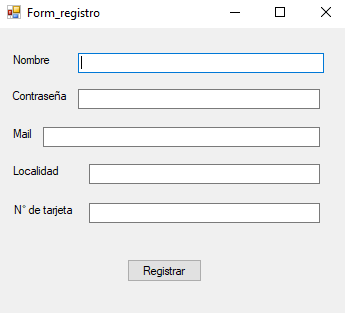 Form_registro
Nombre
Contraseña
Mail
Localidad
N° de tarjeta
Registrar